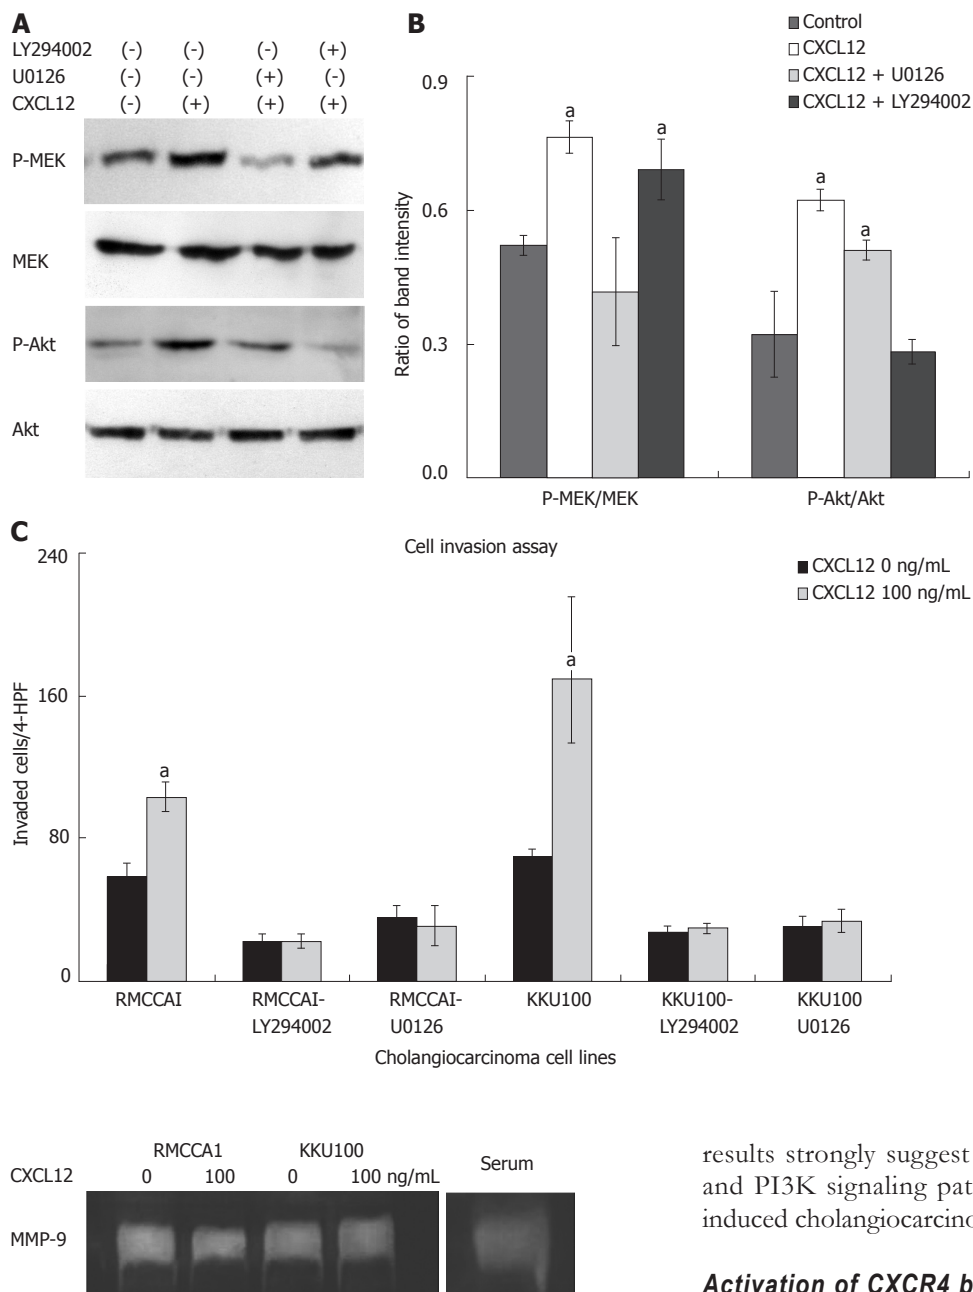 A
LY294002 (-) (-) (-) (+)
U0126 (-) (-) (+) (-)
CXCL12 (-) (+) (+) (+)
P-MEK
MEK
P-Akt
Akt
B
Control
CXCL12
CXCL12 + U0126
CXCL12 + LY294002
Ratio of band intensity
0.9
0.6
0.3
0.0
a
a
a
a
P-MEK/MEK
P-Akt/Akt
C
Cell invasion assay
CXCL12 0 ng/mL
CXCL12 100 ng/mL
Invaded cells/4-HPF
240
160
80
0
a
a
RMCCAI
RMCCAI-
LY294002
RMCCAI-
U0126
KKU100
KKU100-
LY294002
KKU100
U0126
Cholangiocarcinoma cell lines
RMCCA1 KKU100
CXCL12 0 100 0 100 ng/mL
Serum
MMP-9
results strongly suggest
and PI3K signaling pat
induced cholangiocarcino
Activation of CXCR4 b